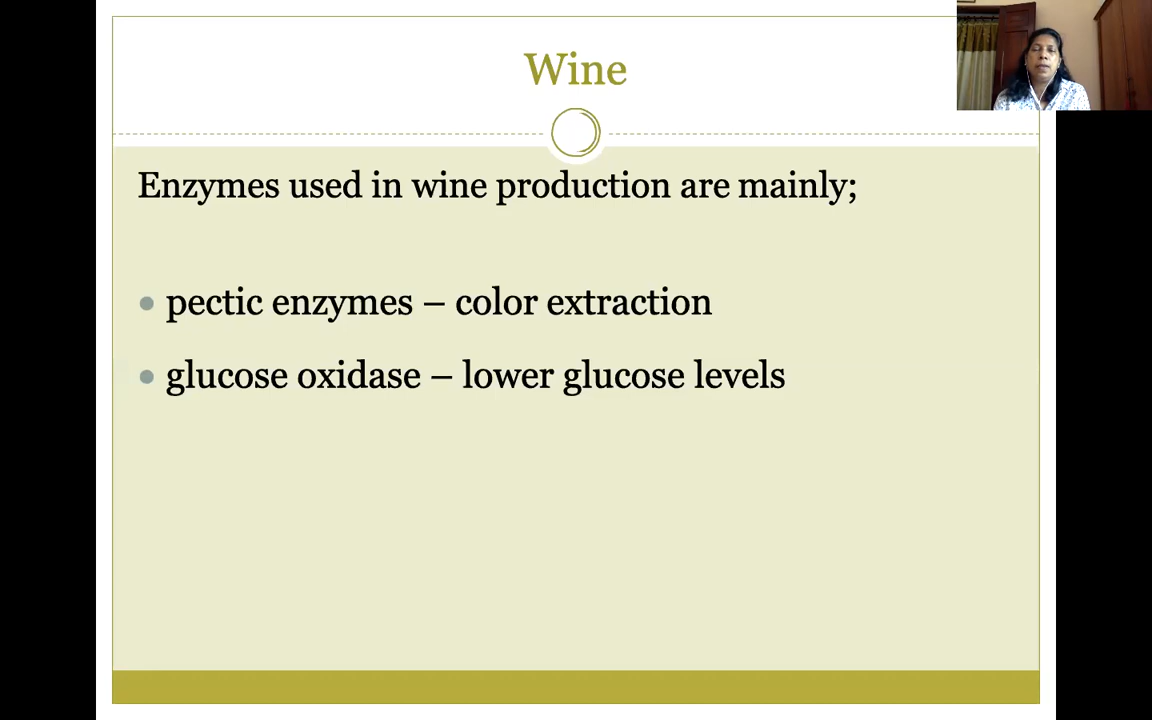 Wine
Enzymes used in wine production are mainly;
• pectic enzymes – color extraction
• glucose oxidase – lower glucose levels